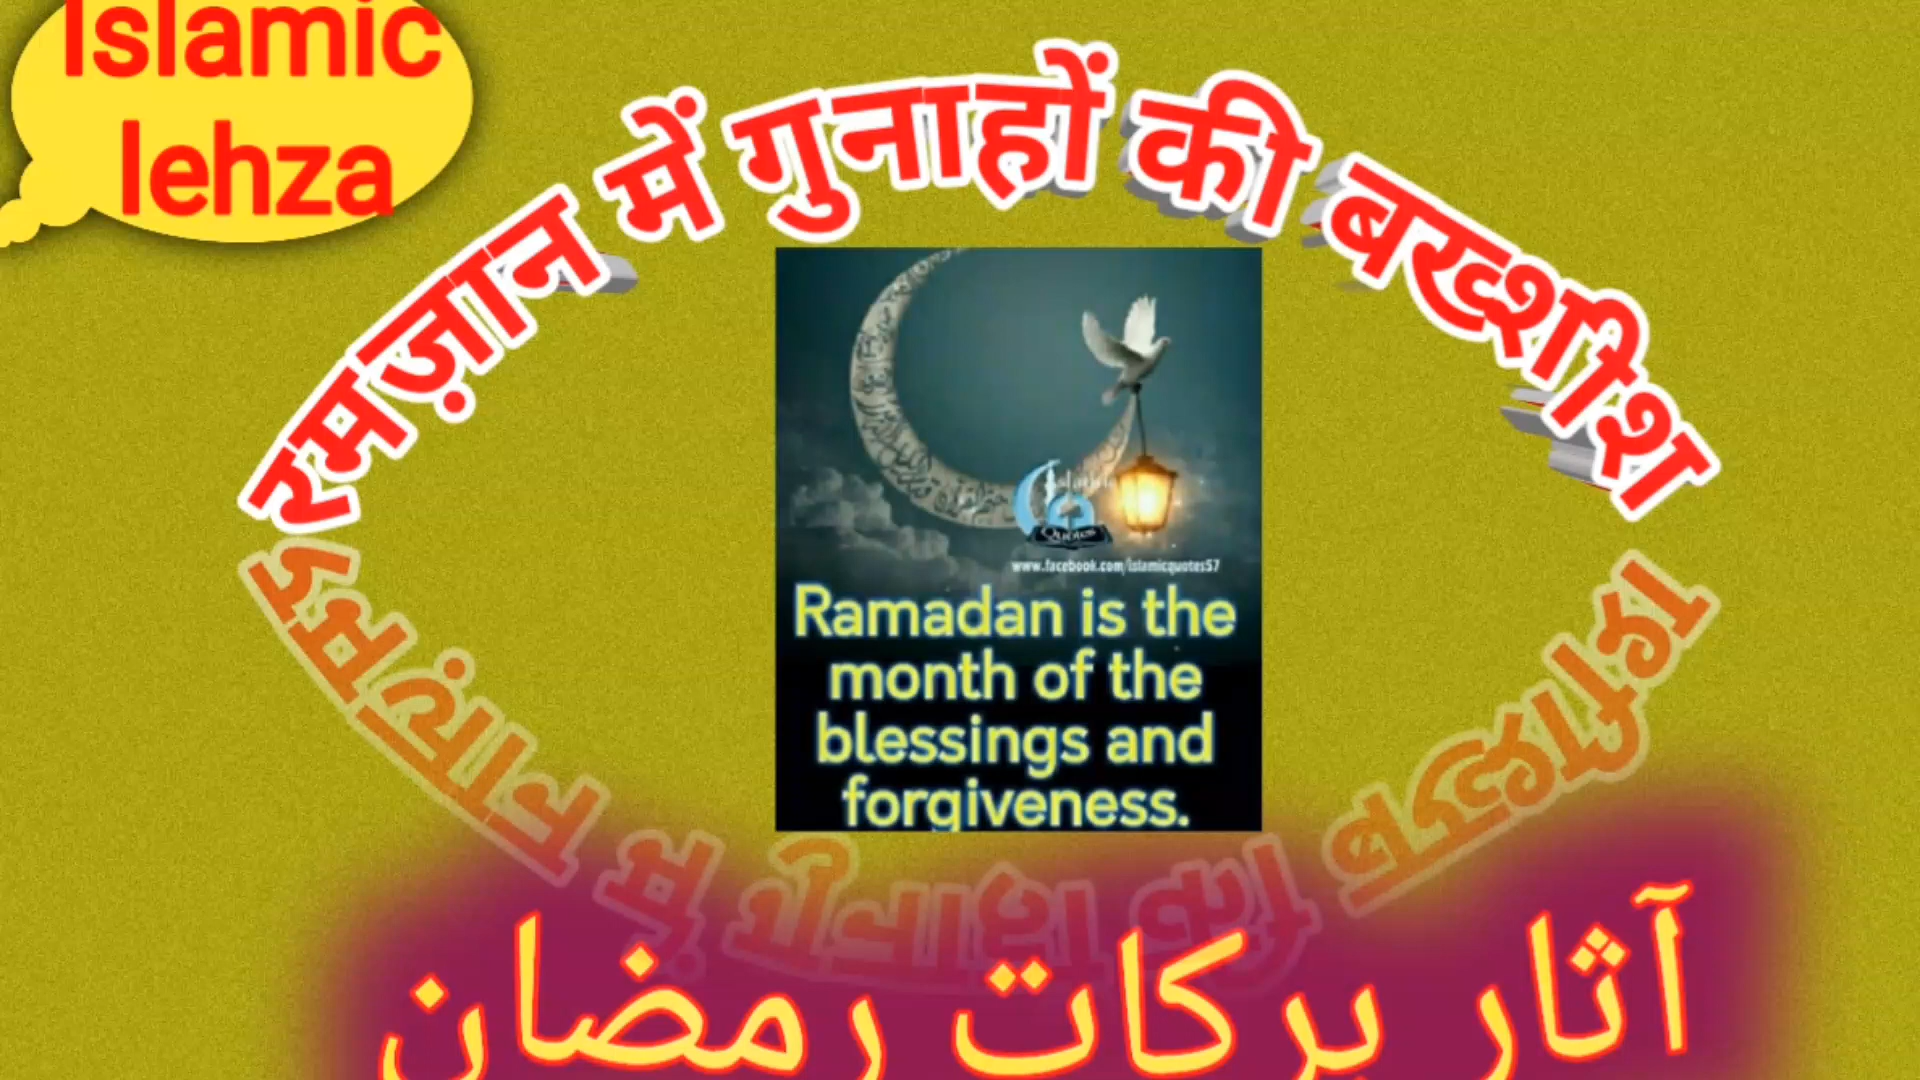 Islamic
lehza
रमज़ान में गुनाहों की बख्शीश
Quotes
www.facebook.com/islamicquotes57
Ramadan is the
month of the
blessings and
forgiveness.
آثار برکات رمضان